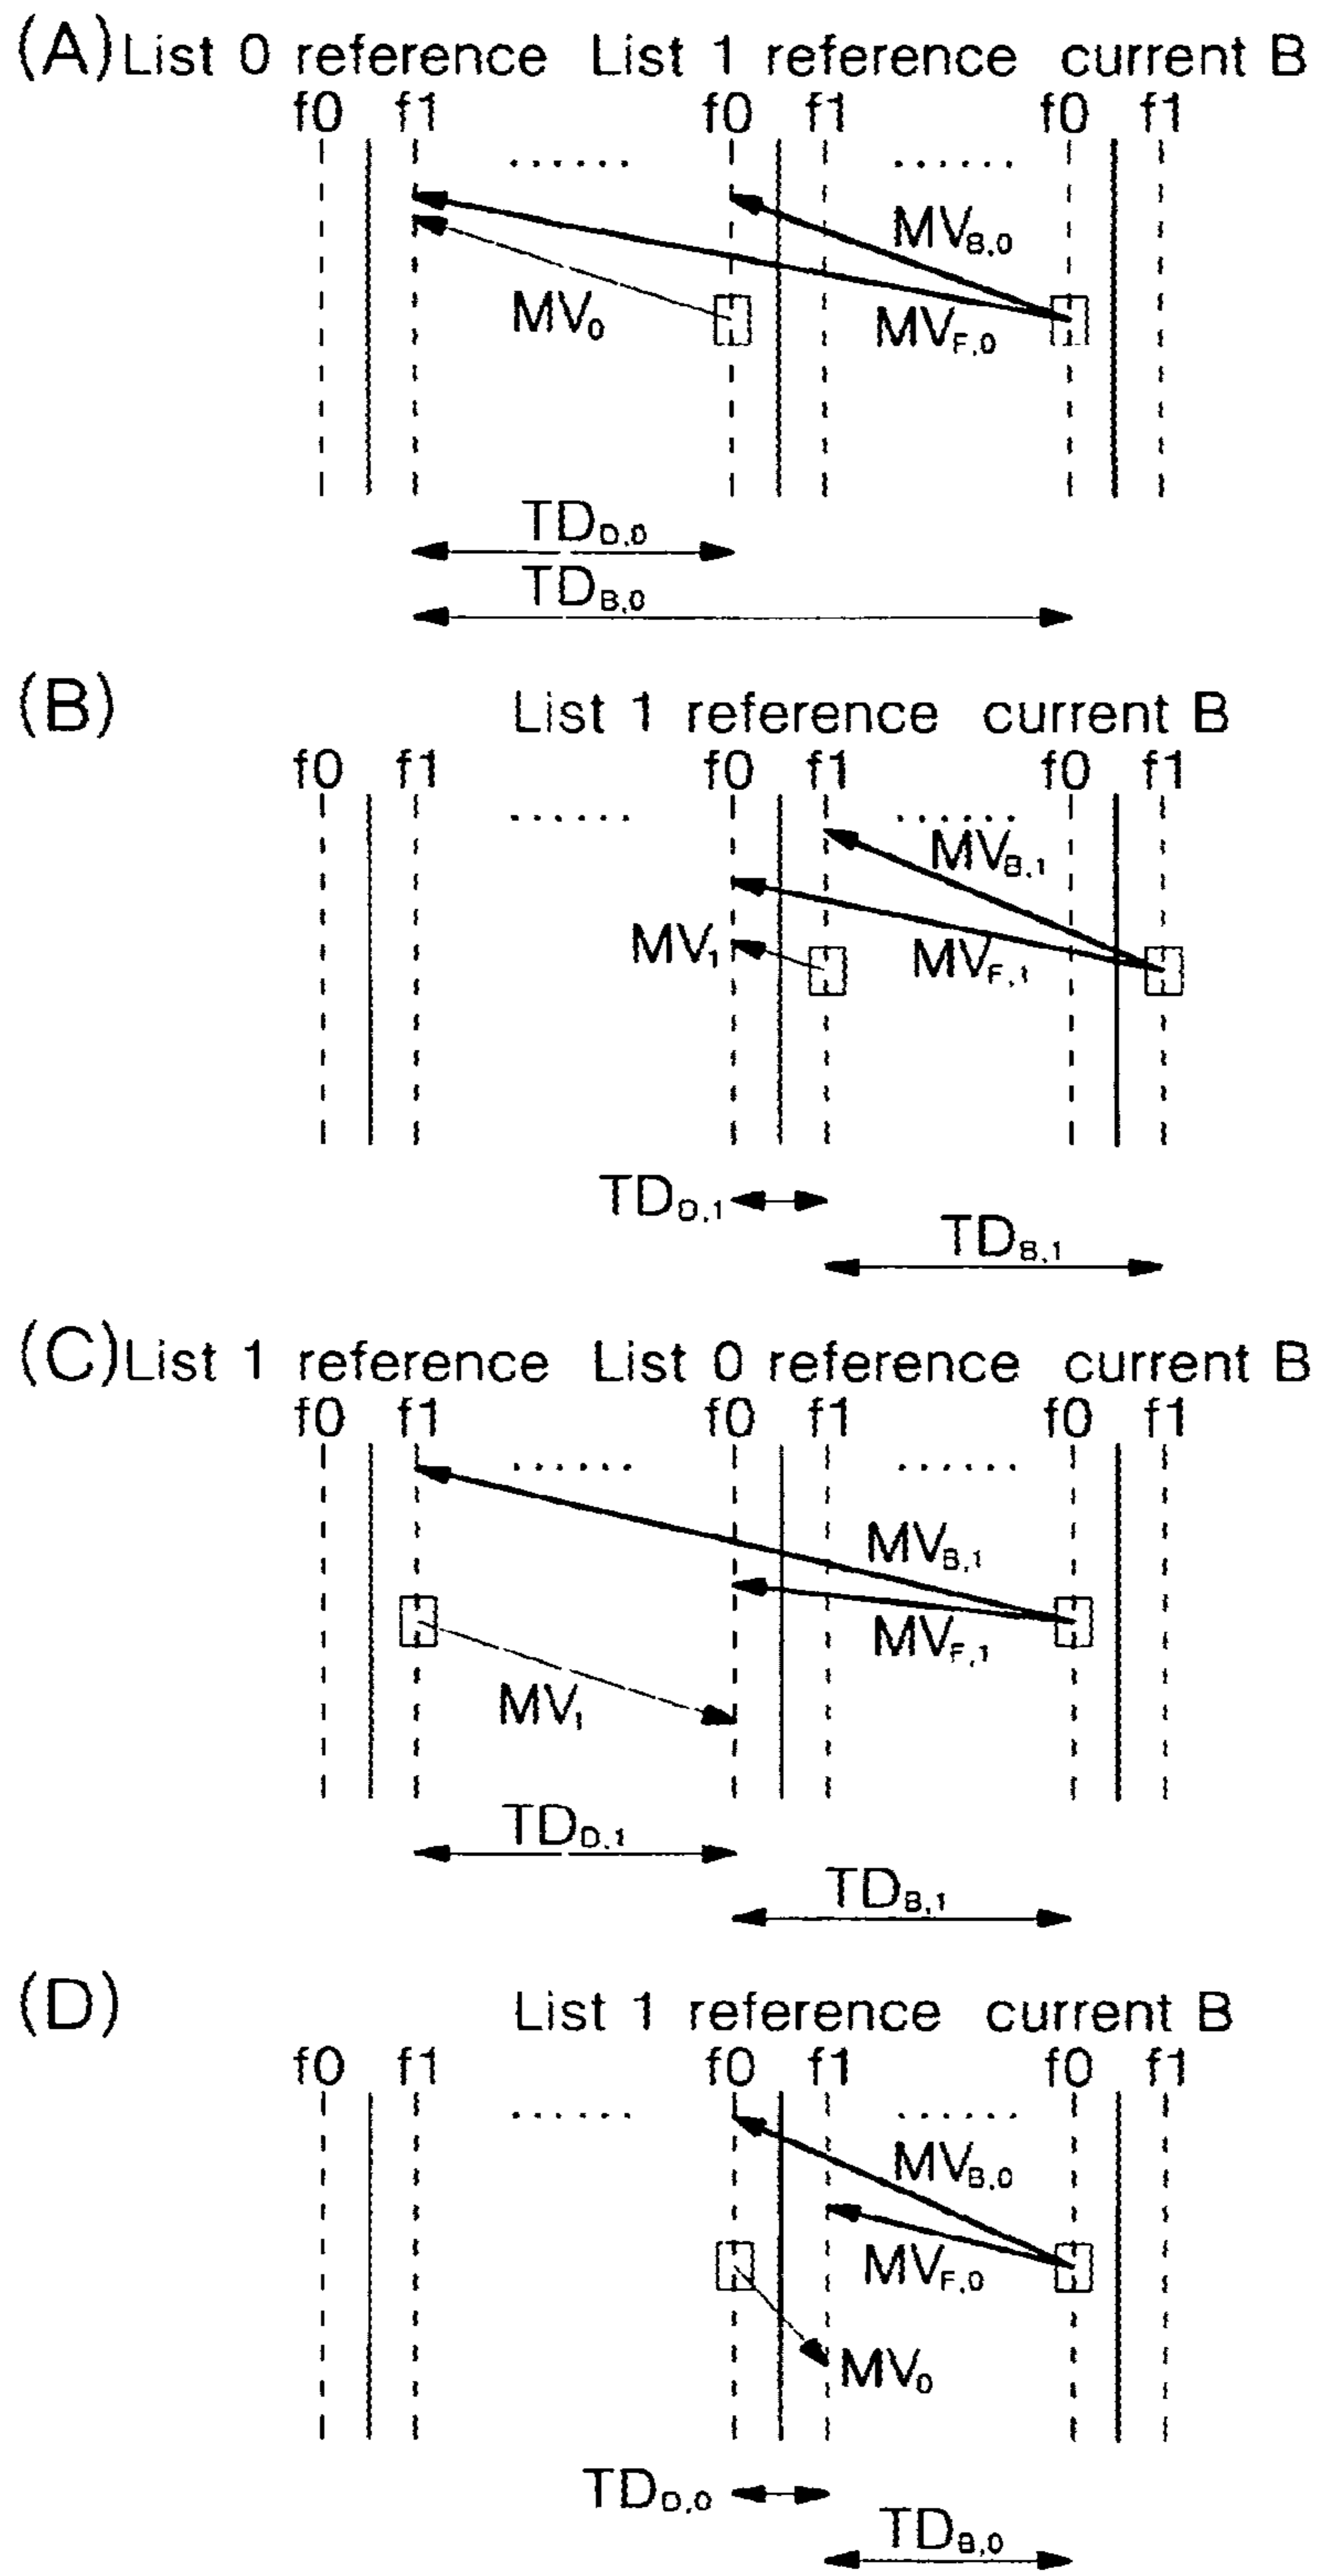 (A) List 0 reference List 1 reference current B
f0 f1 f0 f1 f0 f1
......  ......
MVB,0
MV0 MVF,0
TDD,0
TDB,0
(B) List 1 reference current B
f0 f1 f0 f1 f0 f1
......  ......
MVB,1
MV1 MVF,1
TDD,1
TDB,1
(C) List 1 reference List 0 reference current B
f0 f1 f0 f1 f0 f1
......  ......
MVB,1
MVF,1
MV1
TDD,1
TDB,1
(D) List 1 reference current B
f0 f1 f0 f1 f0 f1
......  ......
MVB,0
MVF,0
MV0
TDD,0
TDB,0